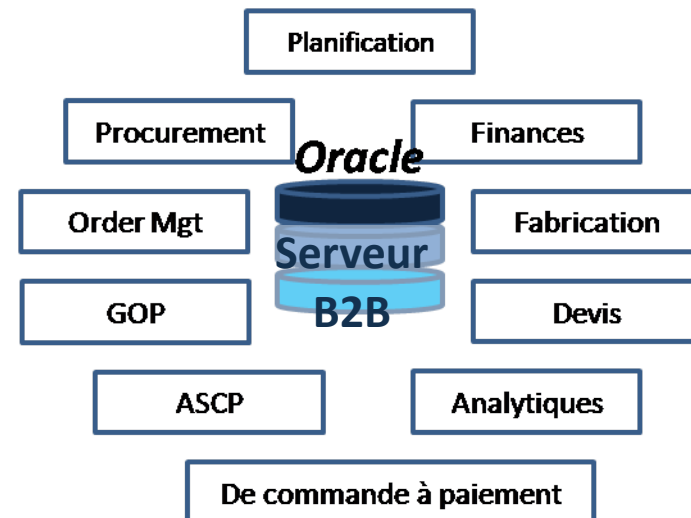 Planification
Procurement
Finances
Oracle
Order Mgt
Fabrication
Serveur
B2B
GOP
Devis
ASCP
Analytiques
De commande à paiement